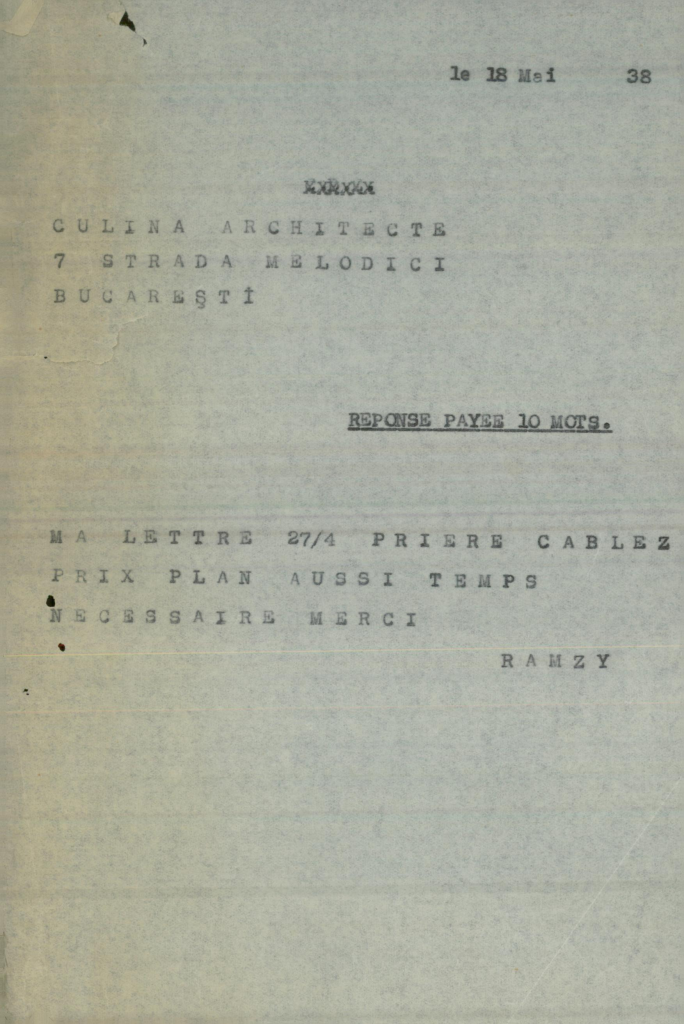 le 18 Mai 38
CULINA ARCHITECTE
7 STRADA MELODICI
BUCAREŞTİ
REPONSE PAYEE 10 MOTS.
MA LETTRE 27/4 PRIERE CABLEZ
PRIX PLAN AUSSI TEMPS
NECESSAIRE MERCI
RAMZY